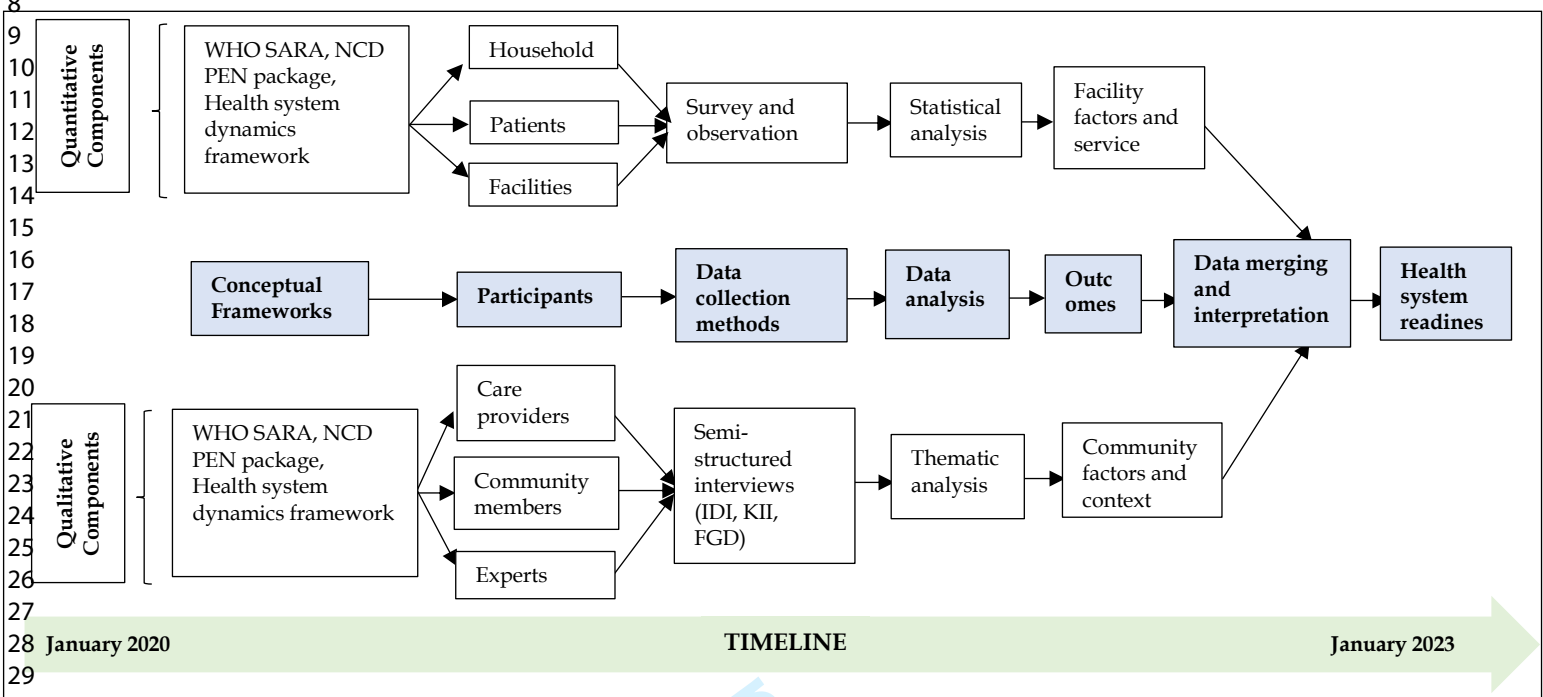 8
9
10
11
12
13
14
15
16
17
18
19
20
21
22
23
24
25
26
27
28
29
Quantitative
Components
WHO SARA, NCD
PEN package,
Health system
dynamics
framework
Household
Patients
Facilities
Survey and
observation
Statistical
analysis
Facility
factors and
service
Conceptual
Frameworks
Participants
Data
collection
methods
Data
analysis
Outc
omes
Data merging
and
interpretation
Health
system
readines
Qualitative
Components
WHO SARA, NCD
PEN package,
Health system
dynamics framework
Care
providers
Community
members
Experts
Semi-
structured
interviews
(IDI, KII,
FGD)
Thematic
analysis
Community
factors and
context
January 2020
TIMELINE
January 2023